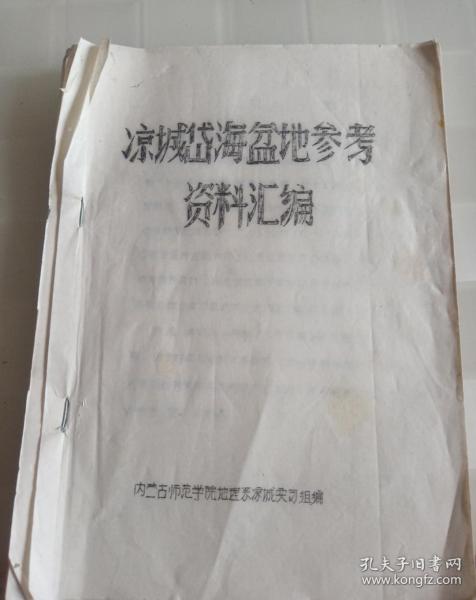 凉城岱海盆地参考
资料汇编
内蒙古师范学院地理系凉城实习组编
孔夫子旧书网
www.kongfz.com